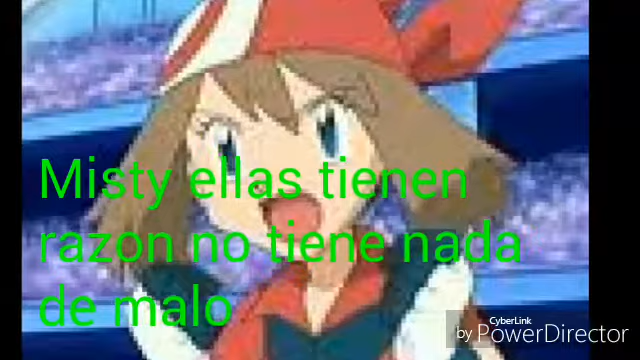 Misty ellas tienen
razon no tiene nada
de malo
CyberLink
by PowerDirector